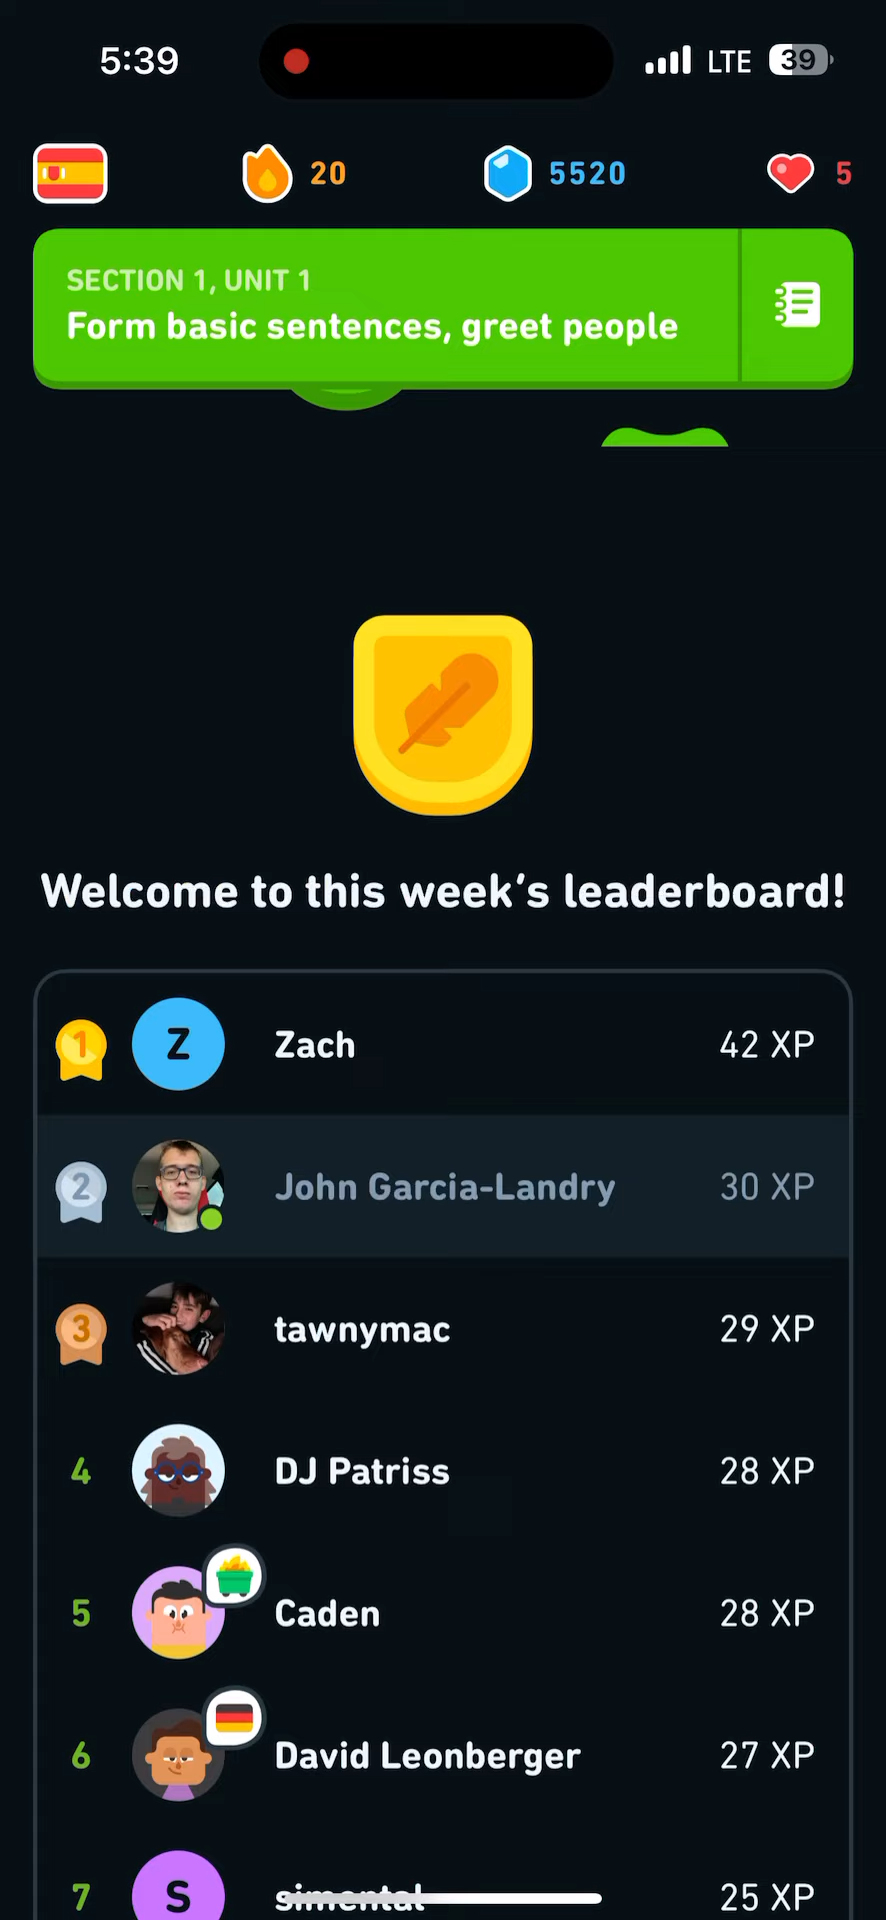 5:39
LTE
39
20
5520
5
SECTION 1, UNIT 1
Form basic sentences, greet people
Welcome to this week's leaderboard!
1
Z
Zach
42 XP
2
John Garcia-Landry
30 XP
3
tawnymac
29 XP
4
DJ Patriss
28 XP
5
Caden
28 XP
6
David Leonberger
27 XP
7
S
simental
25 XP